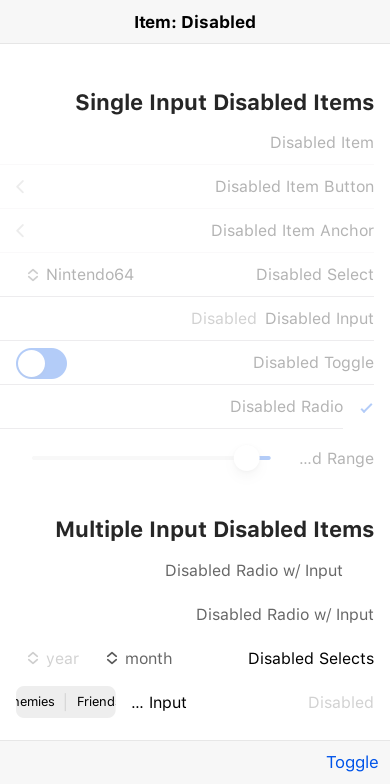 Item: Disabled
Single Input Disabled Items
Disabled Item
Disabled Item Button
Disabled Item Anchor
Disabled Select Nintendo64
Disabled Input Disabled
Disabled Toggle
Disabled Radio
...d Range
Multiple Input Disabled Items
Disabled Radio w/ Input
Disabled Radio w/ Input
Disabled Selects month year
Disabled ... Input Friend nemies
Toggle